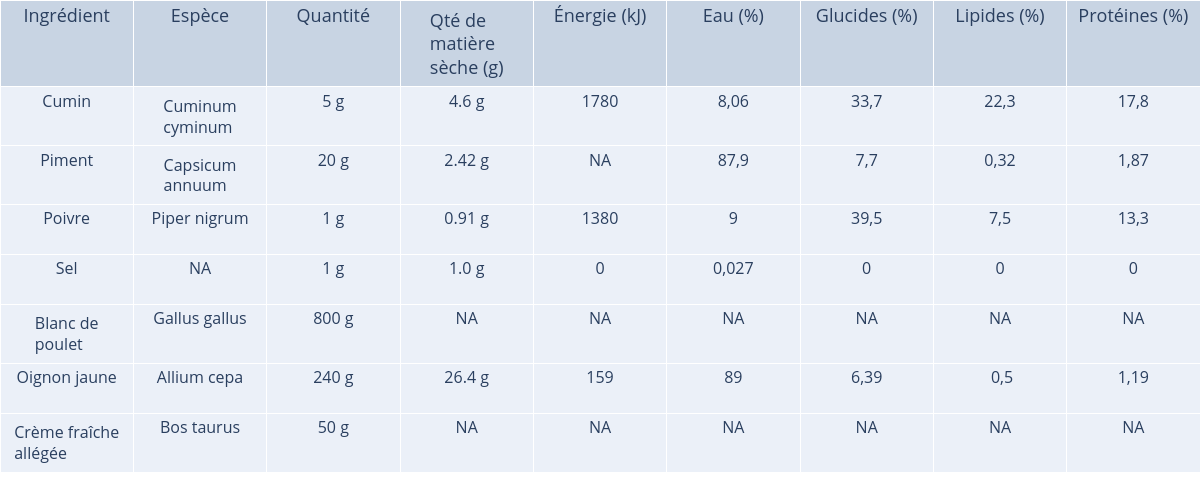 Ingrédient Espèce Quantité Qté de matière sèche (g) Énergie (kJ) Eau (%) Glucides (%) Lipides (%) Protéines (%)
Cumin Cuminum cyminum 5 g 4.6 g 1780 8,06 33,7 22,3 17,8
Piment Capsicum annuum 20 g 2.42 g NA 87,9 7,7 0,32 1,87
Poivre Piper nigrum 1 g 0.91 g 1380 9 39,5 7,5 13,3
Sel NA 1 g 1.0 g 0 0,027 0 0 0
Blanc de poulet Gallus gallus 800 g NA NA NA NA NA NA
Oignon jaune Allium cepa 240 g 26.4 g 159 89 6,39 0,5 1,19
Crème fraîche allégée Bos taurus 50 g NA NA NA NA NA NA